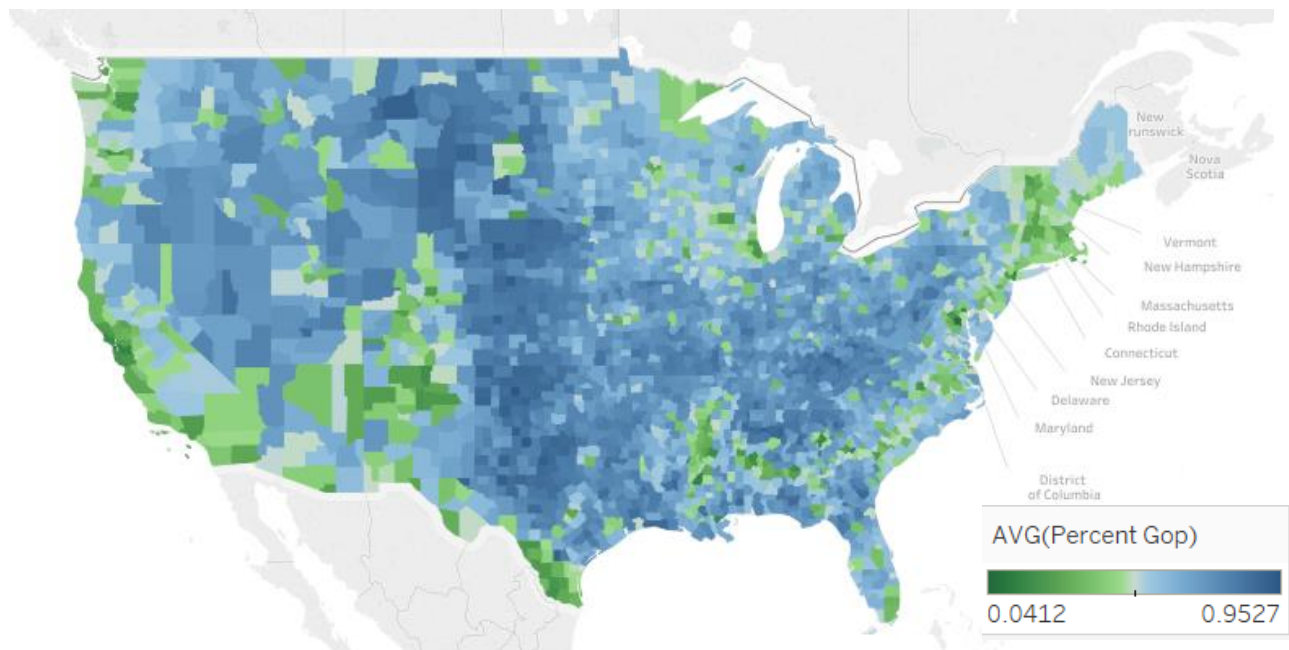 New
runswick
Nova
Scotia
Vermont
New Hampshire
Massachusetts
Rhode Island
Connecticut
New Jersey
Delaware
Maryland
District
of Columbia
AVG(Percent Gop)
0.0412 0.9527